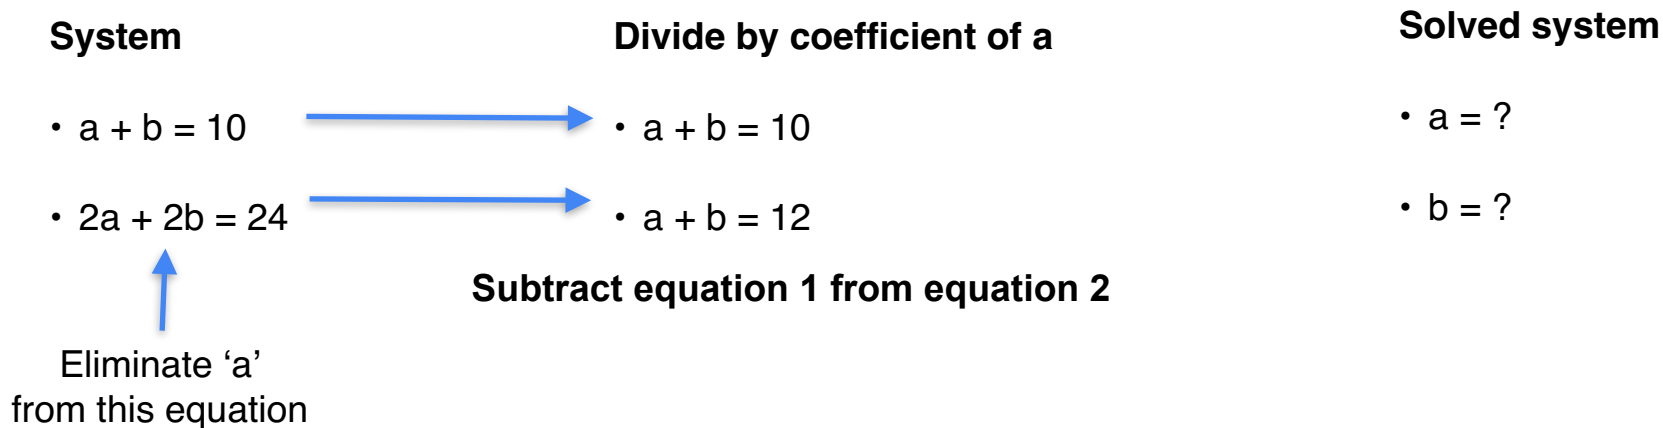 System
• a + b = 10
• 2a + 2b = 24
Eliminate ‘a’
from this equation
Divide by coefficient of a
• a + b = 10
• a + b = 12
Subtract equation 1 from equation 2
Solved system
• a = ?
• b = ?